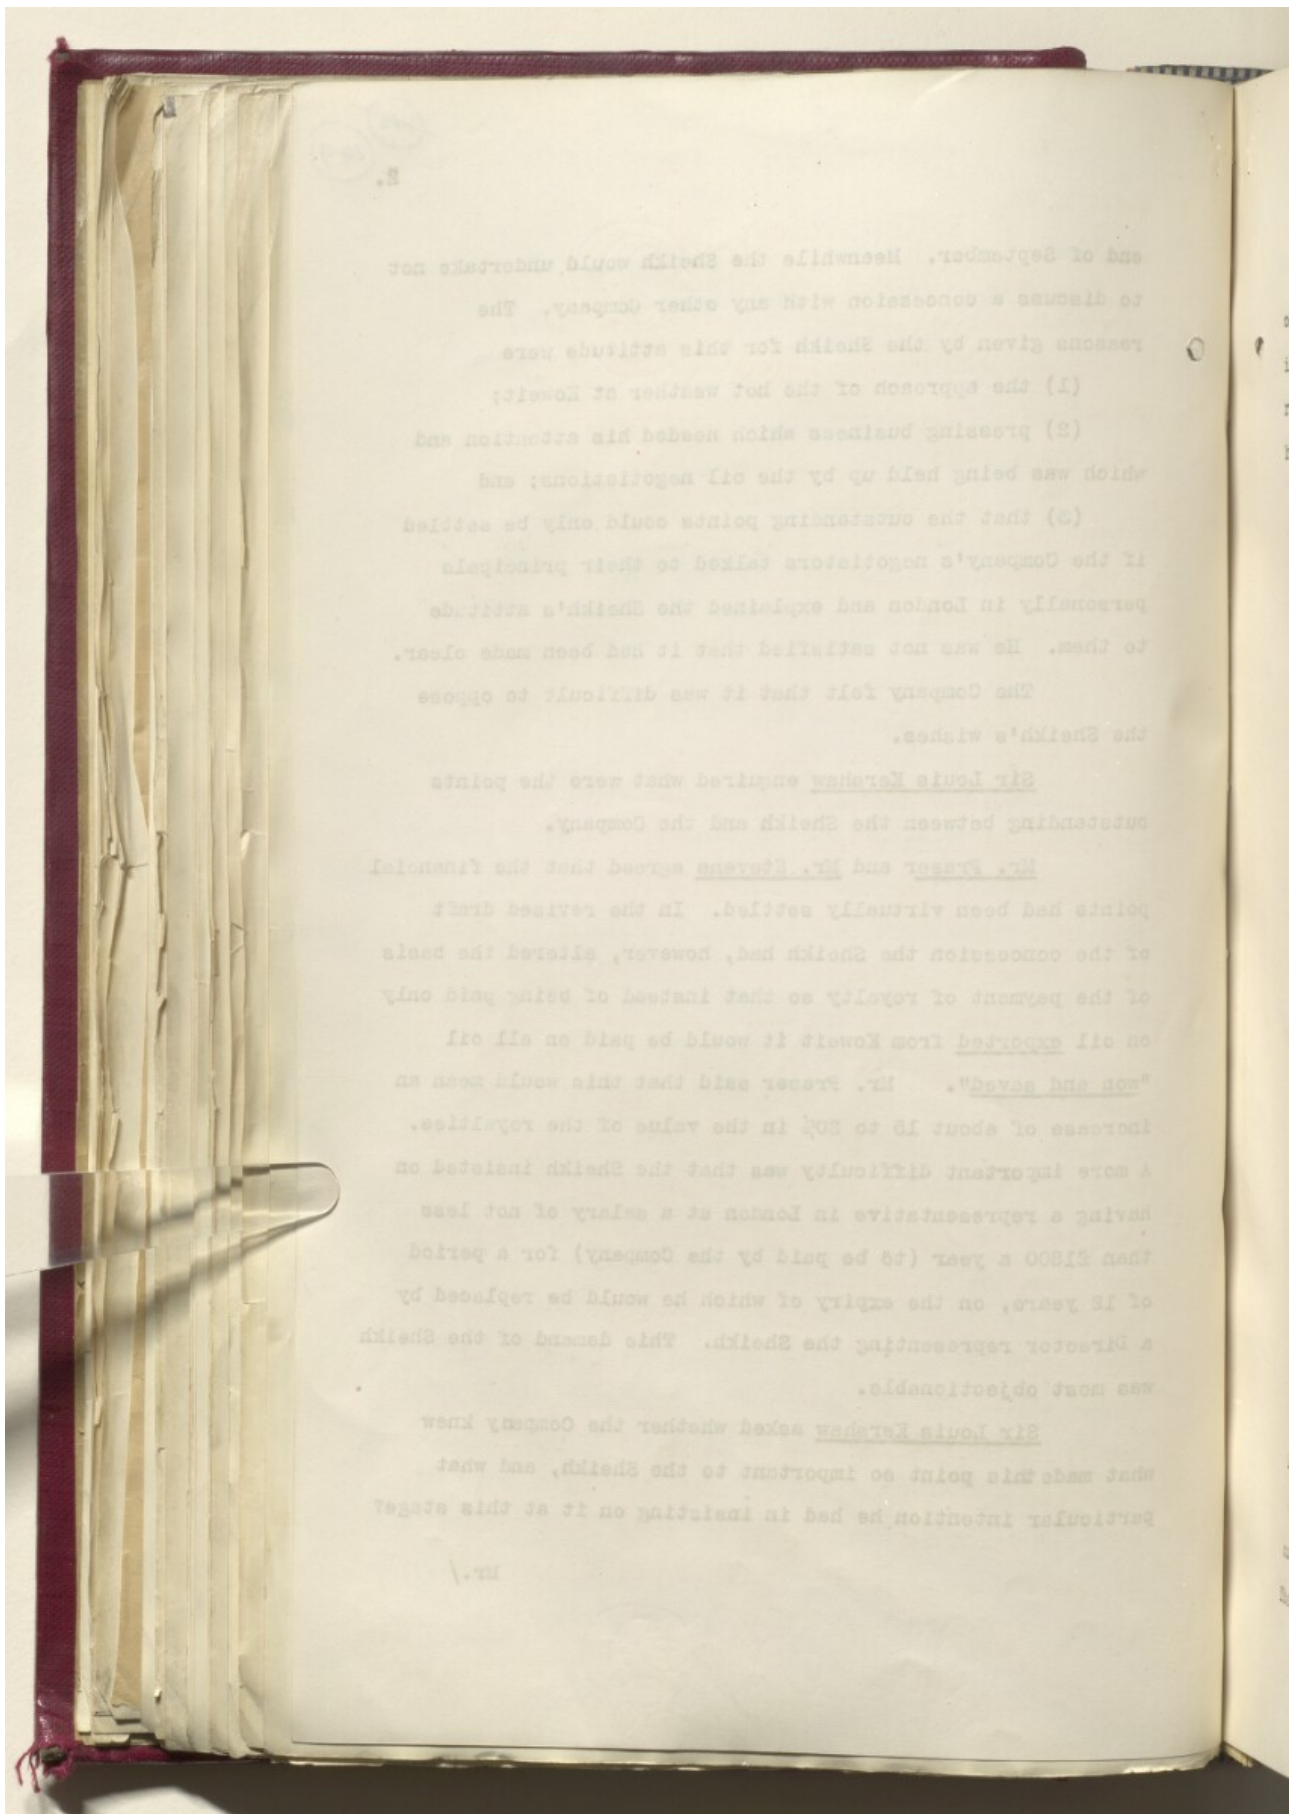 2.
end of September. Meanwhile the Sheikh would undertake not
to discuss a concession with any other Company. The
reasons given by the Sheikh for this attitude were
(1) the approach of the hot weather at Koweit;
(2) pressing business which needed his attention and
which was being held up by the oil negotiations; and
(3) that the outstanding points could only be settled
if the Company's negotiators talked to their principals
personally in London and explained the Sheikh's attitude
to them. He was not satisfied that it had been made clear.
The Company felt that it was difficult to oppose
the Sheikh's wishes.
Sir Louis Kershaw enquired what were the points
outstanding between the Sheikh and the Company.
Mr. Fraser and Mr. Stevens agreed that the financial
points had been virtually settled. In the revised draft
of the concession the Sheikh had, however, altered the basis
of the payment of royalty so that instead of being paid only
on oil exported from Koweit it would be paid on all oil
"won and saved". Mr. Fraser said that this would mean an
increase of about 15 to 20% in the value of the royalties.
A more important difficulty was that the Sheikh insisted on
having a representative in London at a salary of not less
than £1800 a year (to be paid by the Company) for a period
of 12 years, on the expiry of which he would be replaced by
a Director representing the Sheikh. This demand of the Sheikh
was most objectionable.
Sir Louis Kershaw asked whether the Company knew
what made this point so important to the Sheikh, and what
particular intention he had in insisting on it at this stage?
Mr./